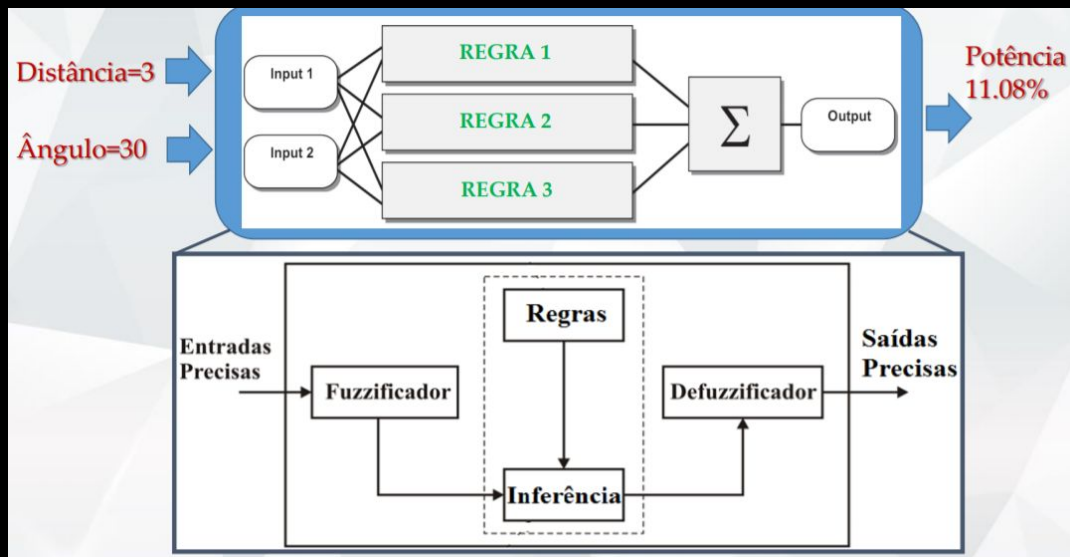 Distância=3
Ângulo=30
Input 1
Input 2
REGRA 1
REGRA 2
REGRA 3
Σ
Output
Potência
11.08%
Entradas
Precisas
Fuzzificador
Regras
Inferência
Defuzzificador
Saídas
Precisas